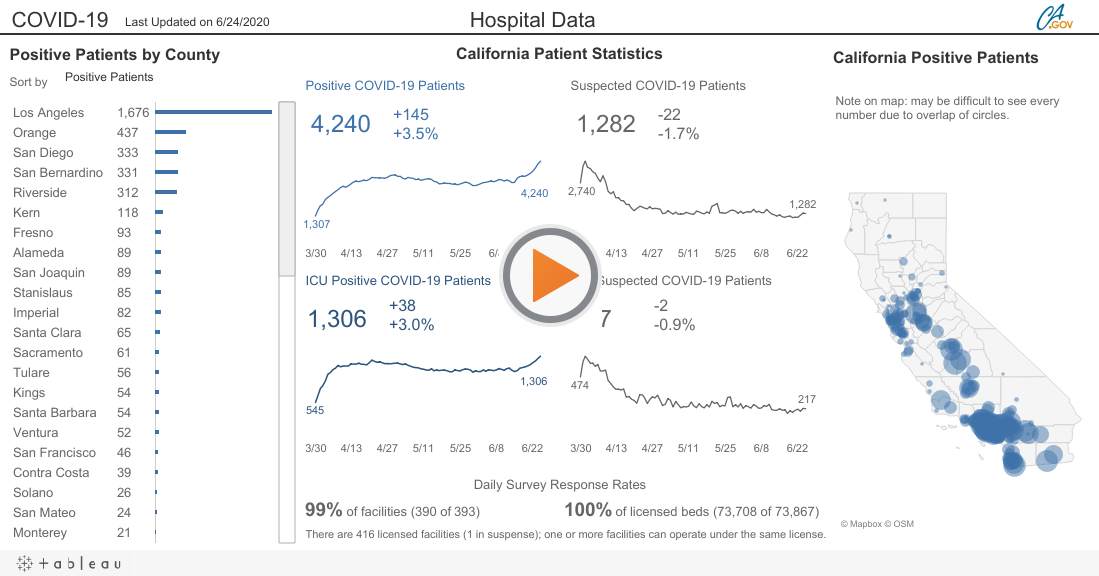 COVID-19 Last Updated on 6/24/2020
Hospital Data
CA.GOV
Positive Patients by County
Sort by Positive Patients
Los Angeles 1,676
Orange 437
San Diego 333
San Bernardino 331
Riverside 312
Kern 118
Fresno 93
Alameda 89
San Joaquin 89
Stanislaus 85
Imperial 82
Santa Clara 65
Sacramento 61
Tulare 56
Kings 54
Santa Barbara 54
Ventura 52
San Francisco 46
Contra Costa 39
Solano 26
San Mateo 24
Monterey 21
California Patient Statistics
Positive COVID-19 Patients
4,240
+145
+3.5%
4,240
1,307
3/30 4/13 4/27 5/11 5/25 6/
Suspected COVID-19 Patients
1,282
-22
-1.7%
2,740
1,282
4/13 4/27 5/11 5/25 6/8 6/22
ICU Positive COVID-19 Patients
1,306
+38
+3.0%
1,306
545
3/30 4/13 4/27 5/11 5/25 6/8 6/22
Suspected COVID-19 Patients
7
-2
-0.9%
474
217
3/30 4/13 4/27 5/11 5/25 6/8 6/22
Daily Survey Response Rates
99% of facilities (390 of 393)
100% of licensed beds (73,708 of 73,867)
There are 416 licensed facilities (1 in suspense); one or more facilities can operate under the same license.
California Positive Patients
Note on map: may be difficult to see every
number due to overlap of circles.
© Mapbox © OSM
+ableau